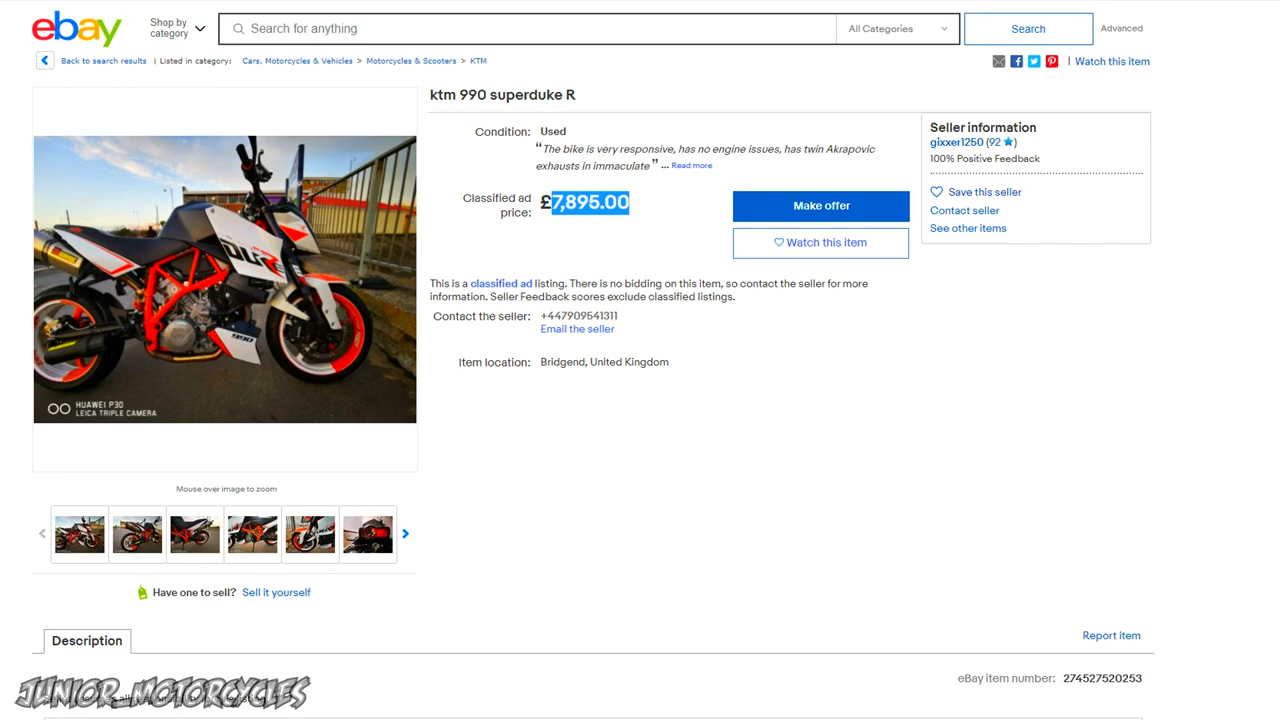 ebay
Shop by category
Search for anything
All Categories
Search
Advanced
Back to search results | Listed in category: Cars, Motorcycles & Vehicles > Motorcycles & Scooters > KTM
| Watch this item
ktm 990 superduke R
Condition: Used
“The bike is very responsive, has no engine issues, has twin Akrapovic
exhausts in immaculate ” ... Read more
Classified ad price: £7,895.00
Make offer
Watch this item
This is a classified ad listing. There is no bidding on this item, so contact the seller for more
information. Seller Feedback scores exclude classified listings.
Contact the seller: +447909541311
Email the seller
Item location: Bridgend, United Kingdom
Seller information
gixxer1250 (92 )
100% Positive Feedback
Save this seller
Contact seller
See other items
DUKE
990
HUAWEI P30
LEICA TRIPLE CAMERA
Mouse over image to zoom
Have one to sell? Sell it yourself
Description
Report item
eBay item number: 274527520253
JUNIOR_MOTORCYCLES